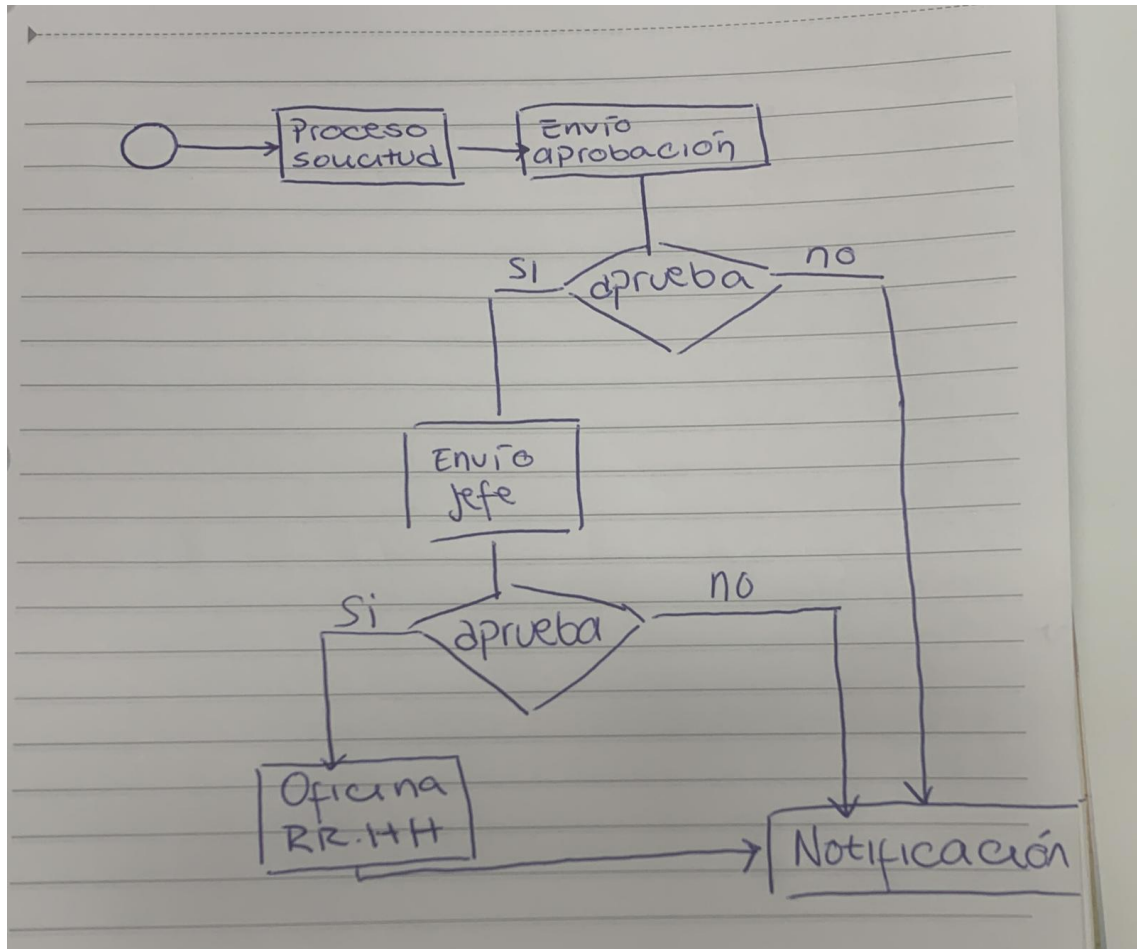 Proceso
solicitud
Envío
aprobación
aprueba
si
no
Envío
jefe
aprueba
Si
no
Oficina
RR.HH
Notificación